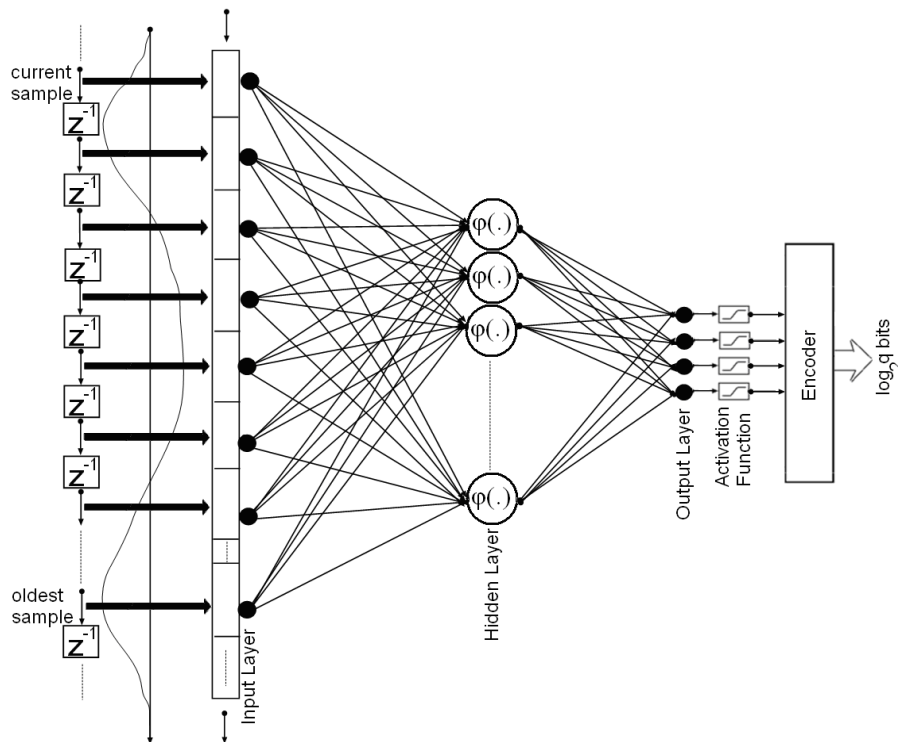 current
sample
z⁻¹
z⁻¹
z⁻¹
z⁻¹
z⁻¹
z⁻¹
oldest
sample
z⁻¹
Input Layer
φ(.)
φ(.)
φ(.)
φ(.)
Hidden Layer
Output Layer
Activation
Function
Encoder
log₂q bits